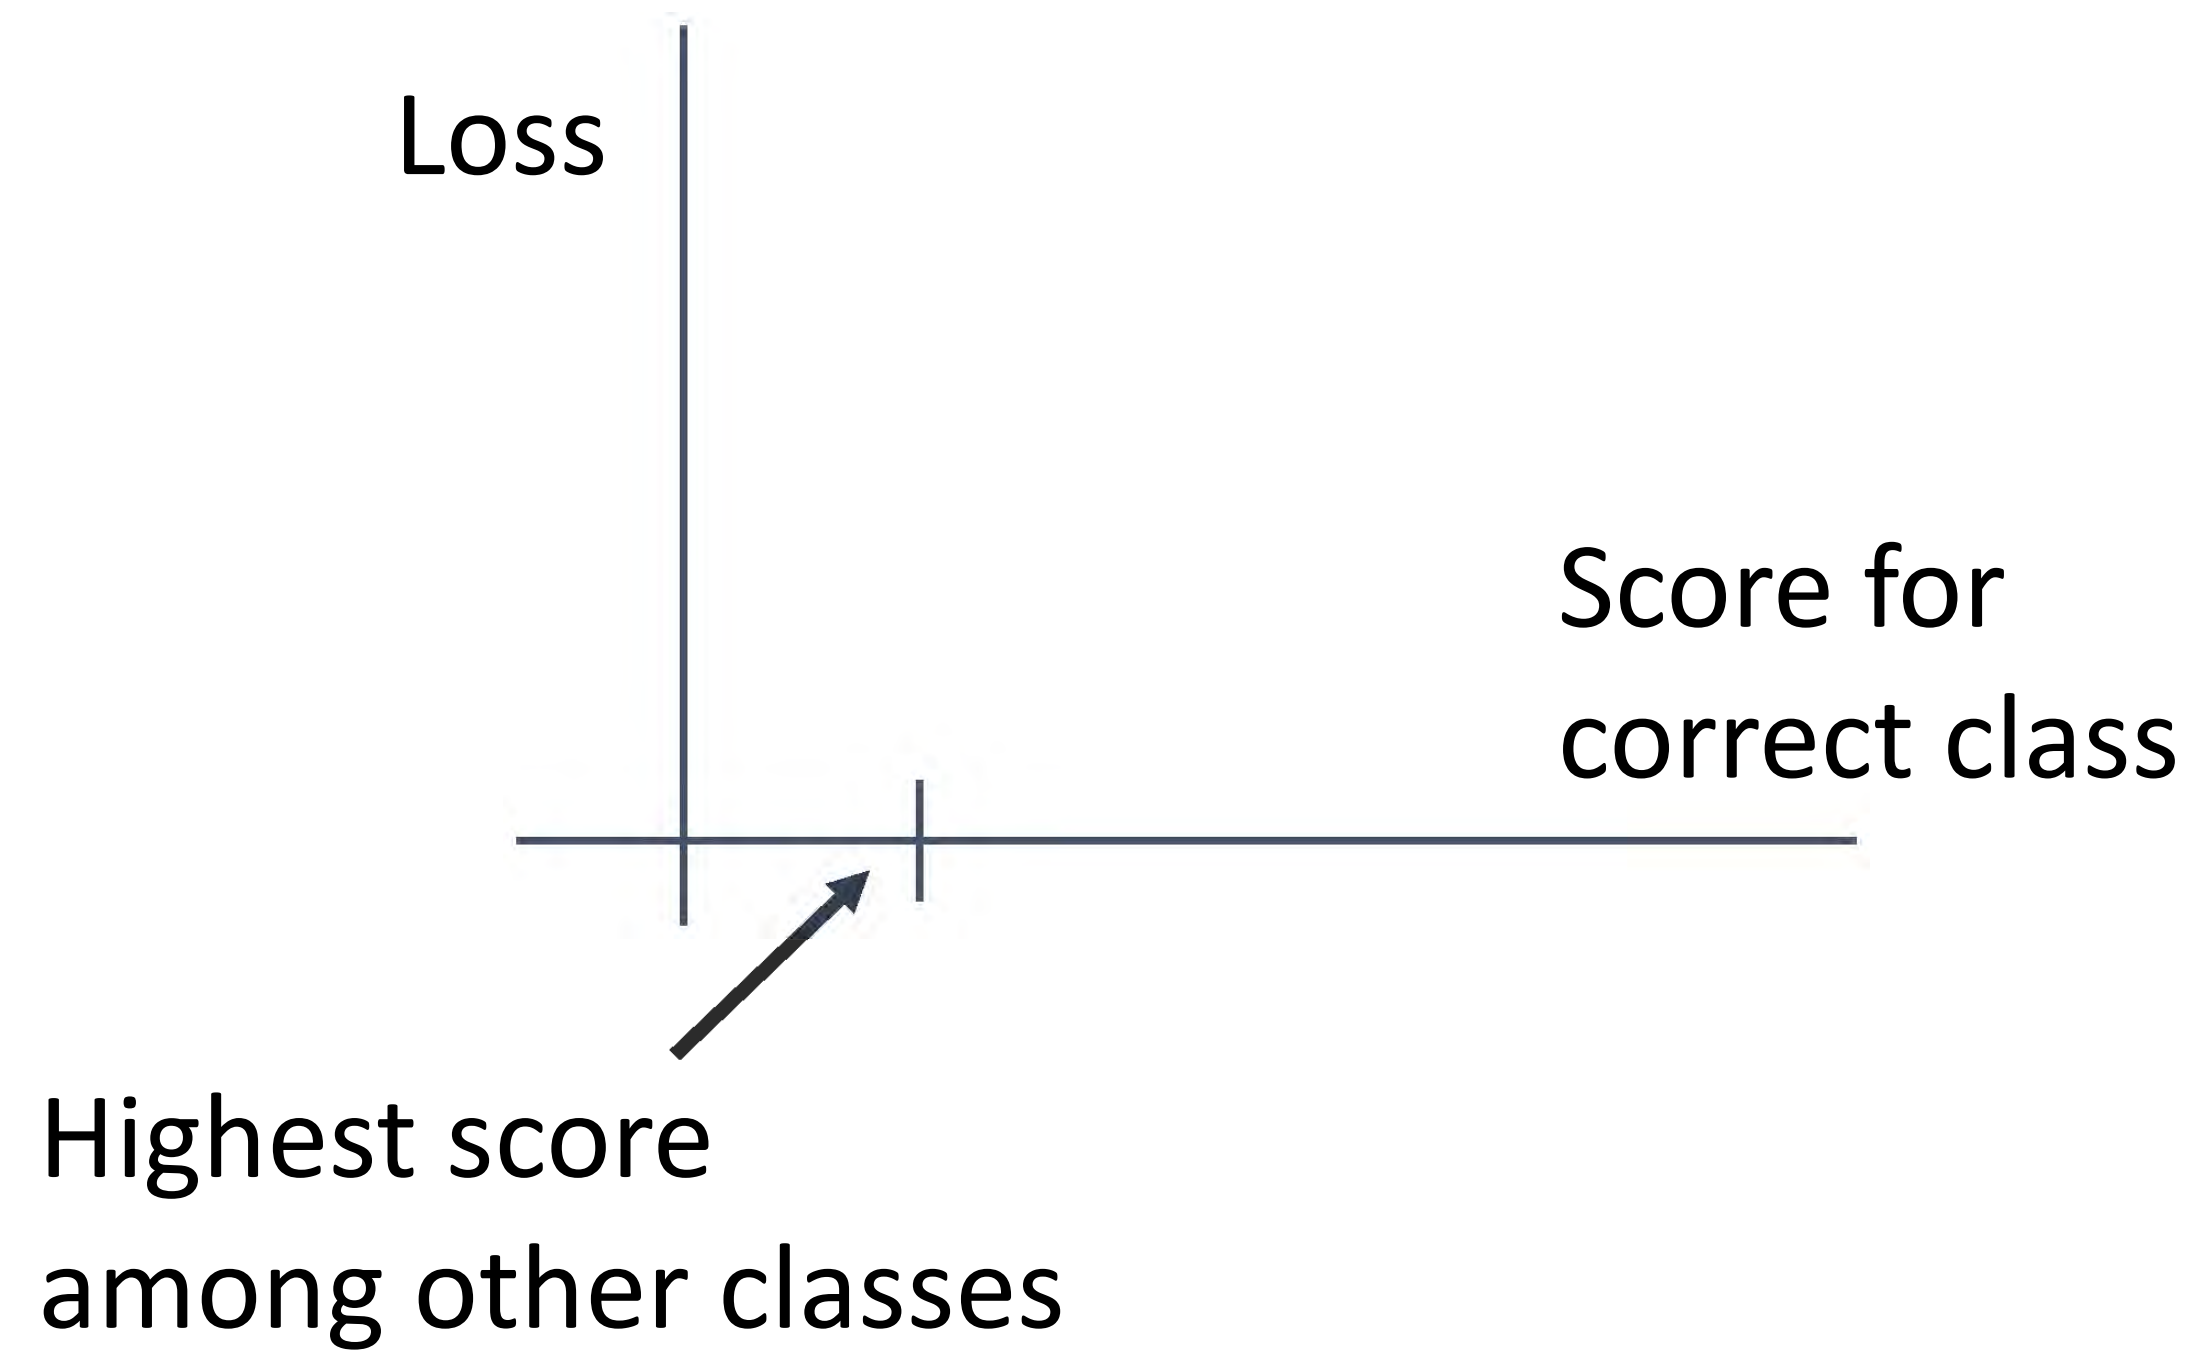 Loss
Score for
correct class
Highest score
among other classes